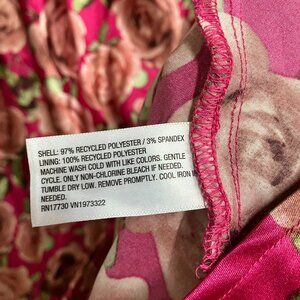 SHELL: 97% RECYCLED POLYESTER / 3% SPANDEX
LINING: 100% RECYCLED POLYESTER
MACHINE WASH COLD WITH LIKE COLORS. GENTLE
CYCLE. ONLY NON-CHLORINE BLEACH IF NEEDED.
TUMBLE DRY LOW. REMOVE PROMPTLY. COOL IRON IF
NEEDED.
RN17730 VN1973322